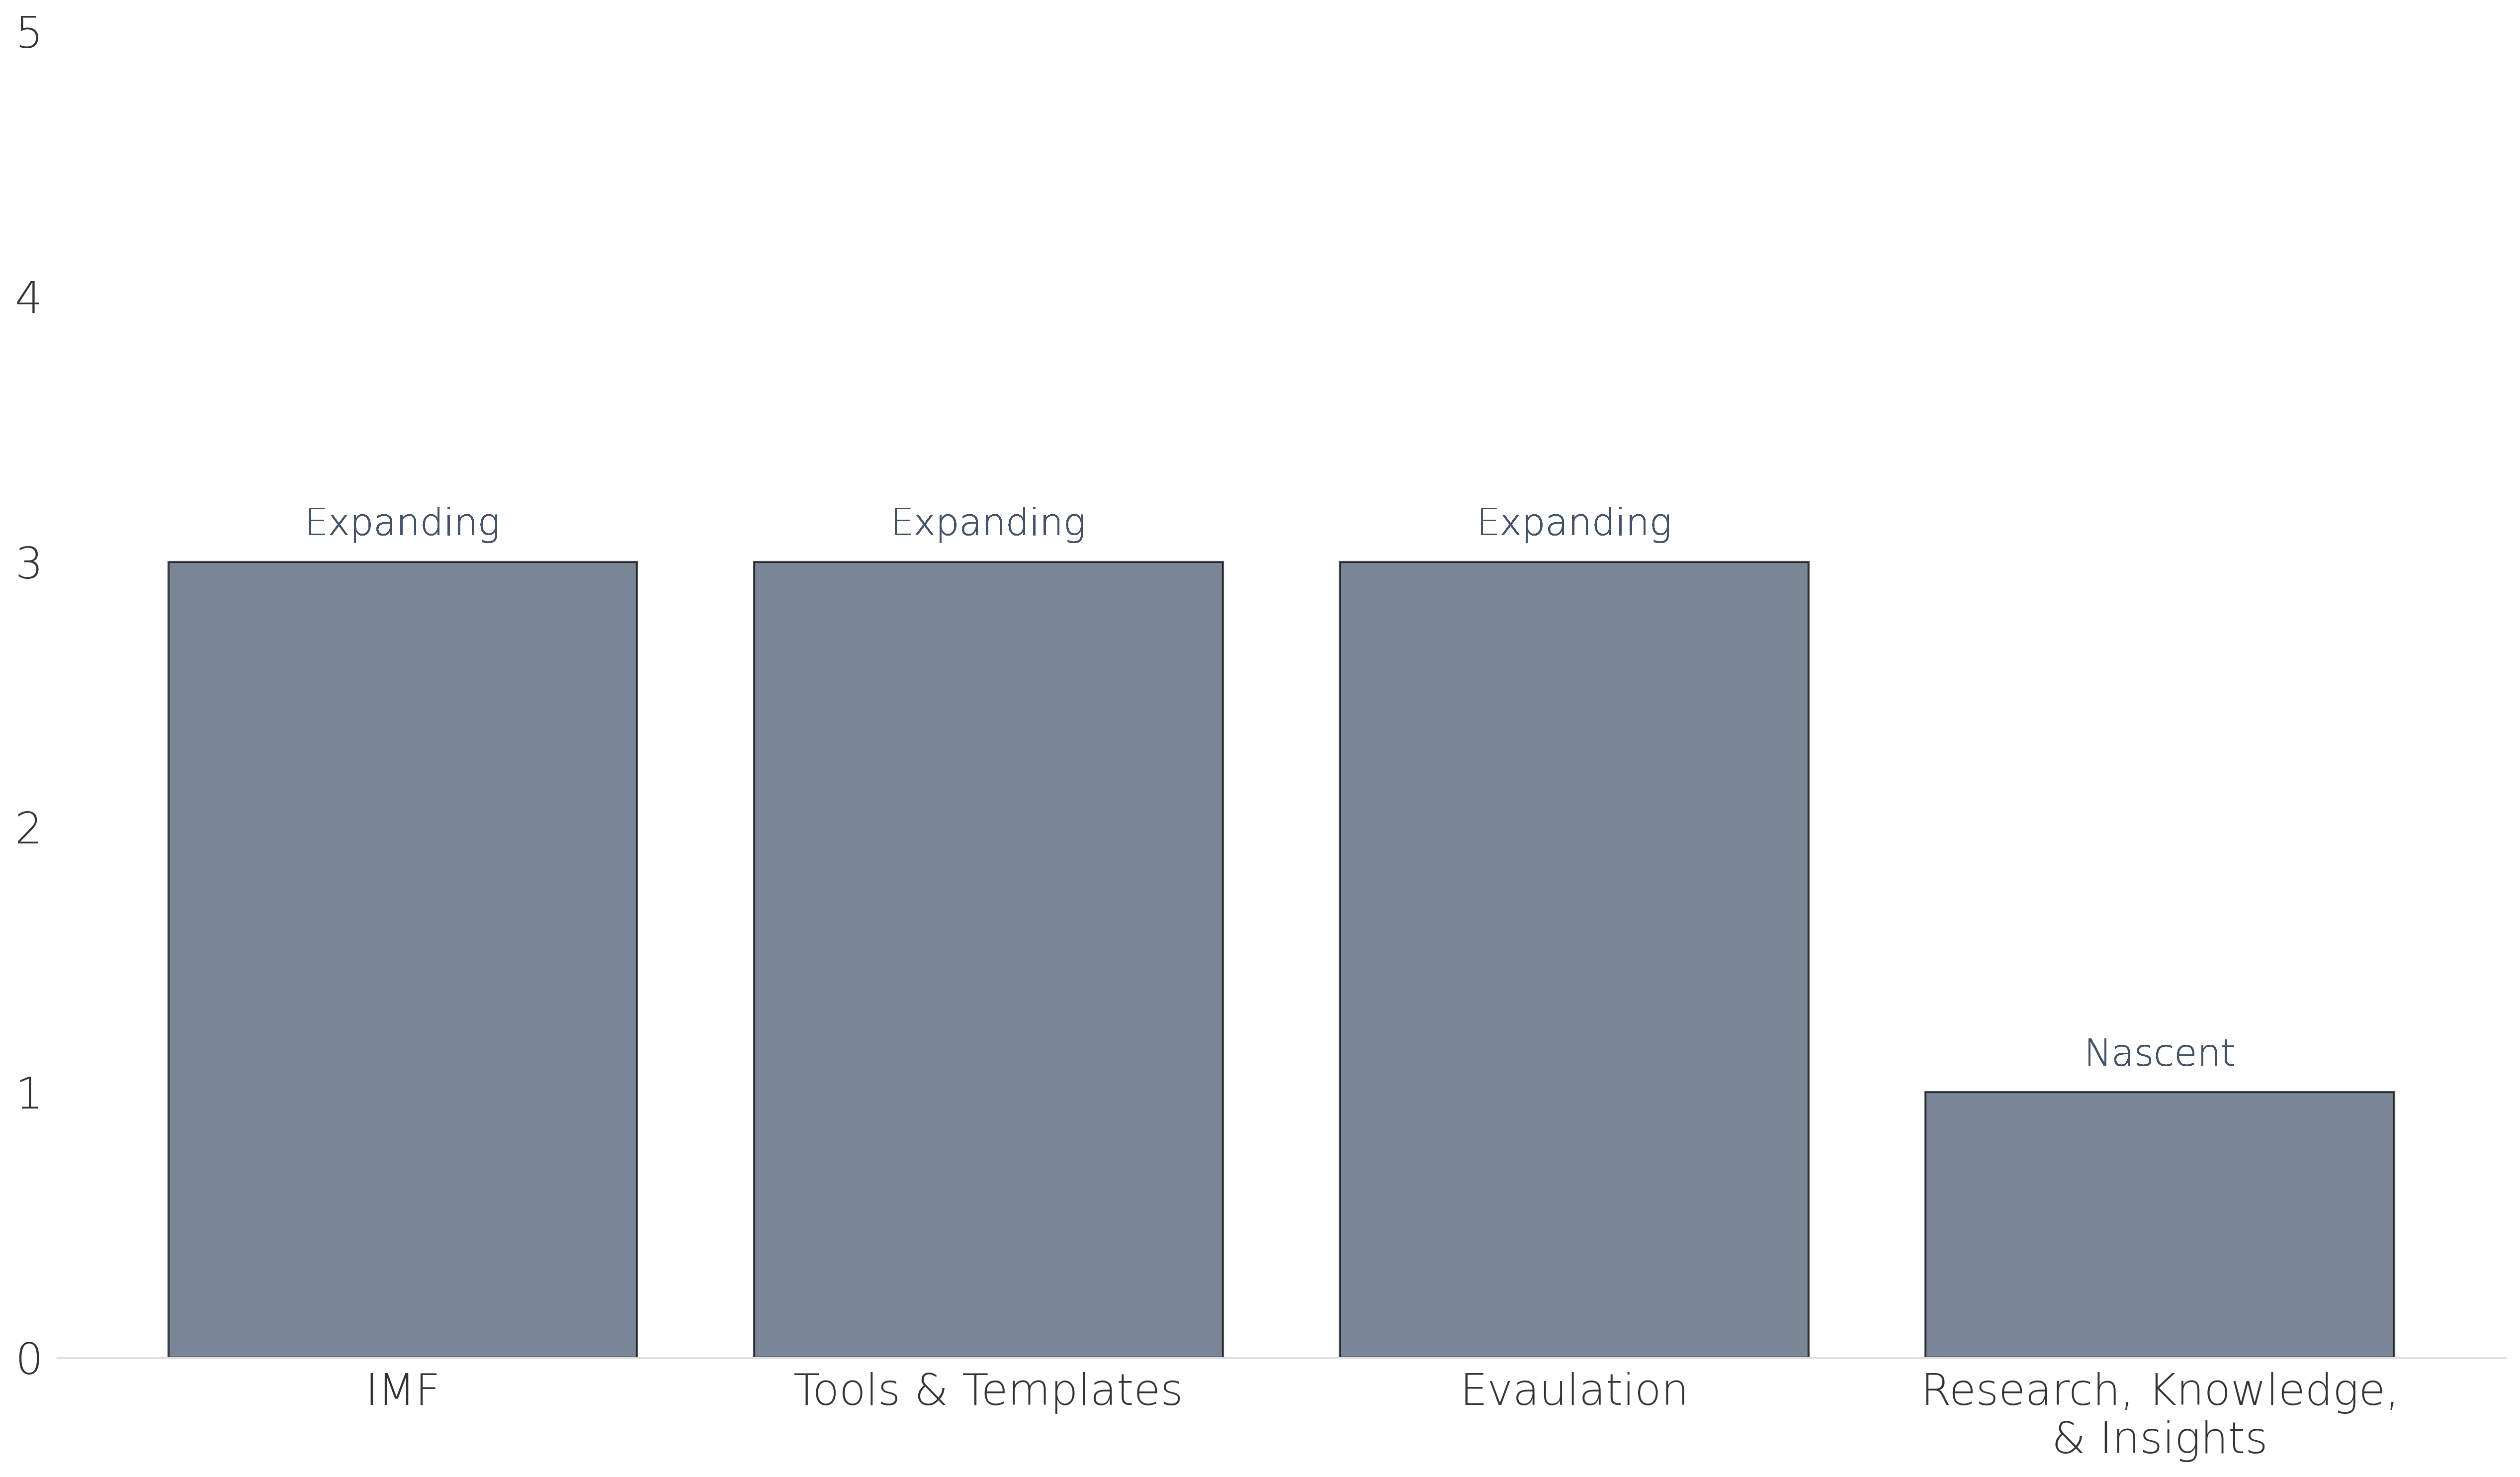 5
4
Expanding Expanding Expanding
3
2
Nascent
1
0
IMF Tools & Templates Evaulation Research, Knowledge,
& Insights